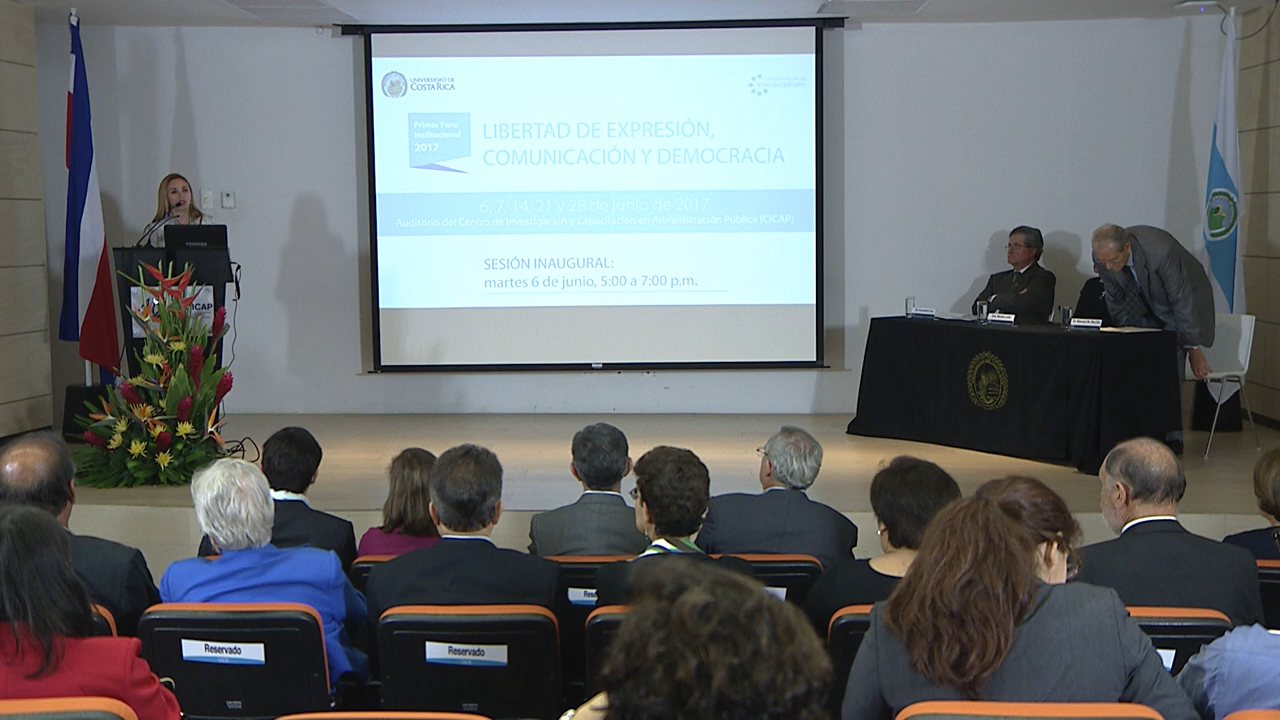 UNIVERSIDAD DE
COSTA RICA
Primer Foro
Institucional
2017
LIBERTAD DE EXPRESIÓN,
COMUNICACIÓN Y DEMOCRACIA
6, 7, 14, 21 y 28 de junio de 2017
Auditorio del Centro de Investigación y Capacitación en Administración Pública (CICAP)
SESIÓN INAUGURAL:
martes 6 de junio, 5:00 a 7:00 p.m.
CICAP
Reservado
Reservado